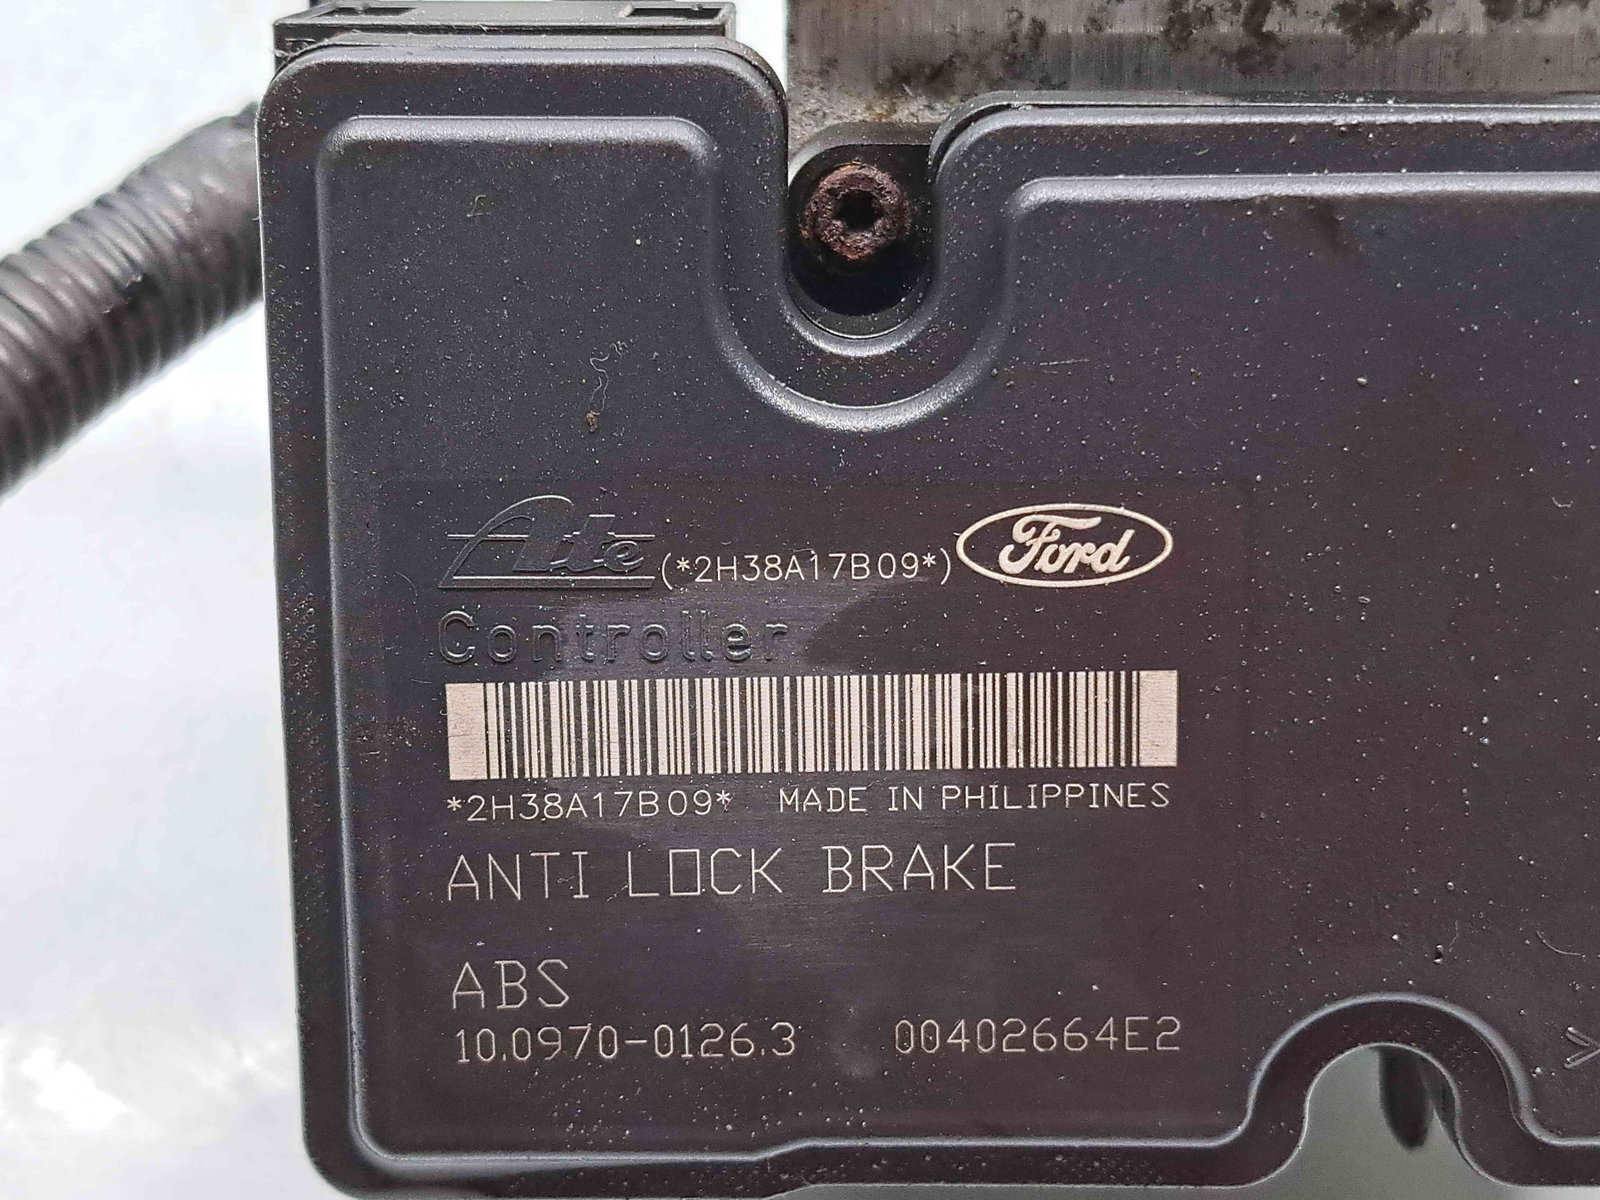 Ate (*2H38A17B09*) Ford
Controller
*2H38A17B09* MADE IN PHILIPPINES
ANTI LOCK BRAKE
ABS
10.0970-0126.3 00402664E2